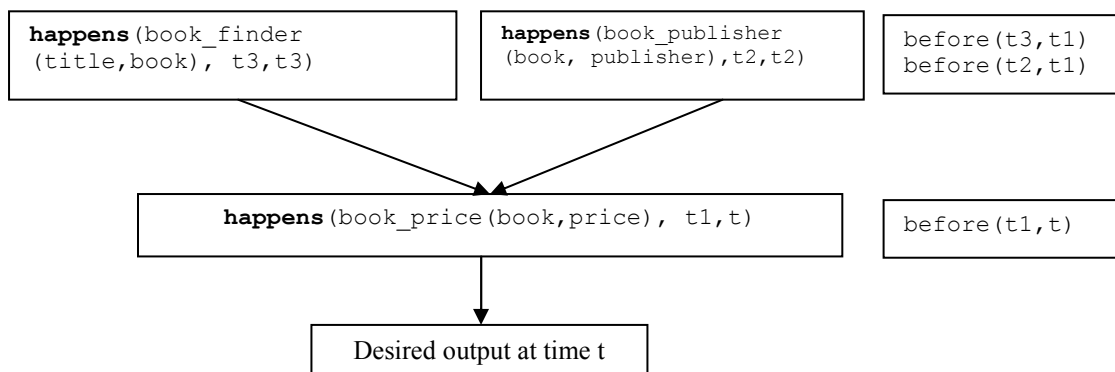 happens(book_finder
(title,book), t3,t3)
happens(book_publisher
(book, publisher),t2,t2)
before(t3,t1)
before(t2,t1)
happens(book_price(book,price), t1,t)
before(t1,t)
Desired output at time t